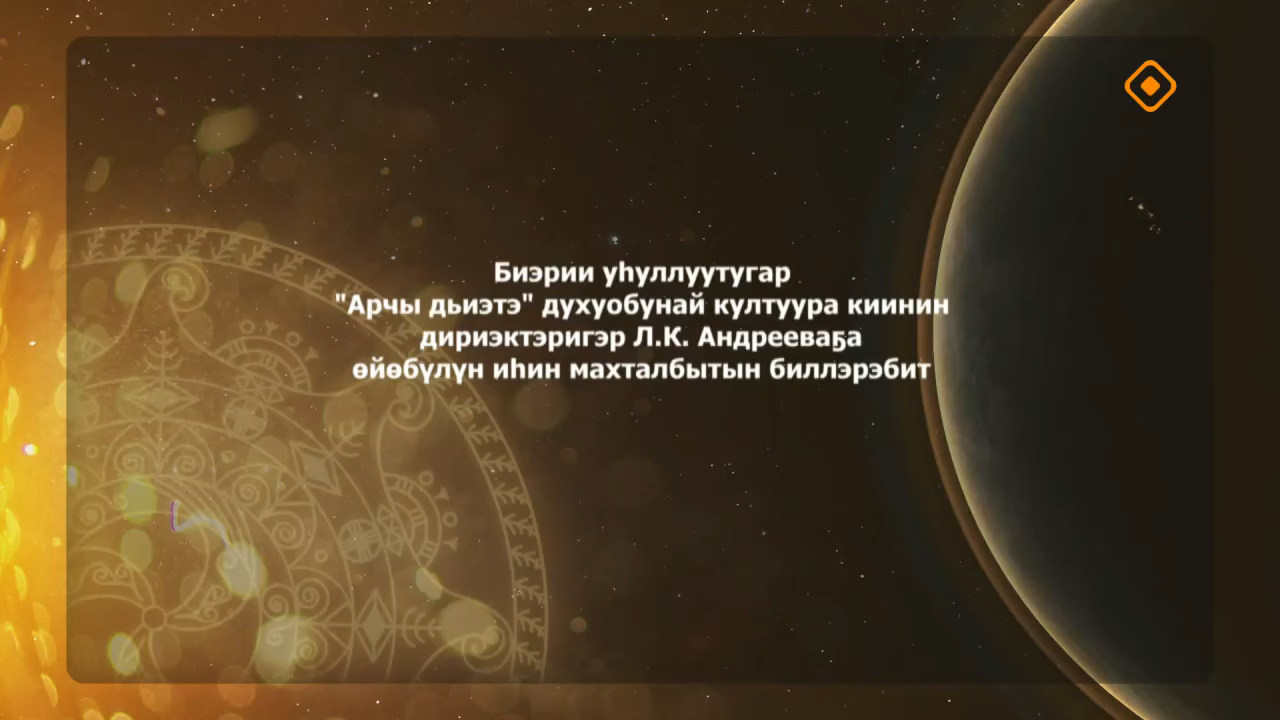 Биэрии уһуллуутугар
"Арчы дьиэтэ" духуобунай култуура киинин
дириэктэригэр Л.К. Андрееваҕа
өйөбүлүн иһин махталбытын биллэрэбит